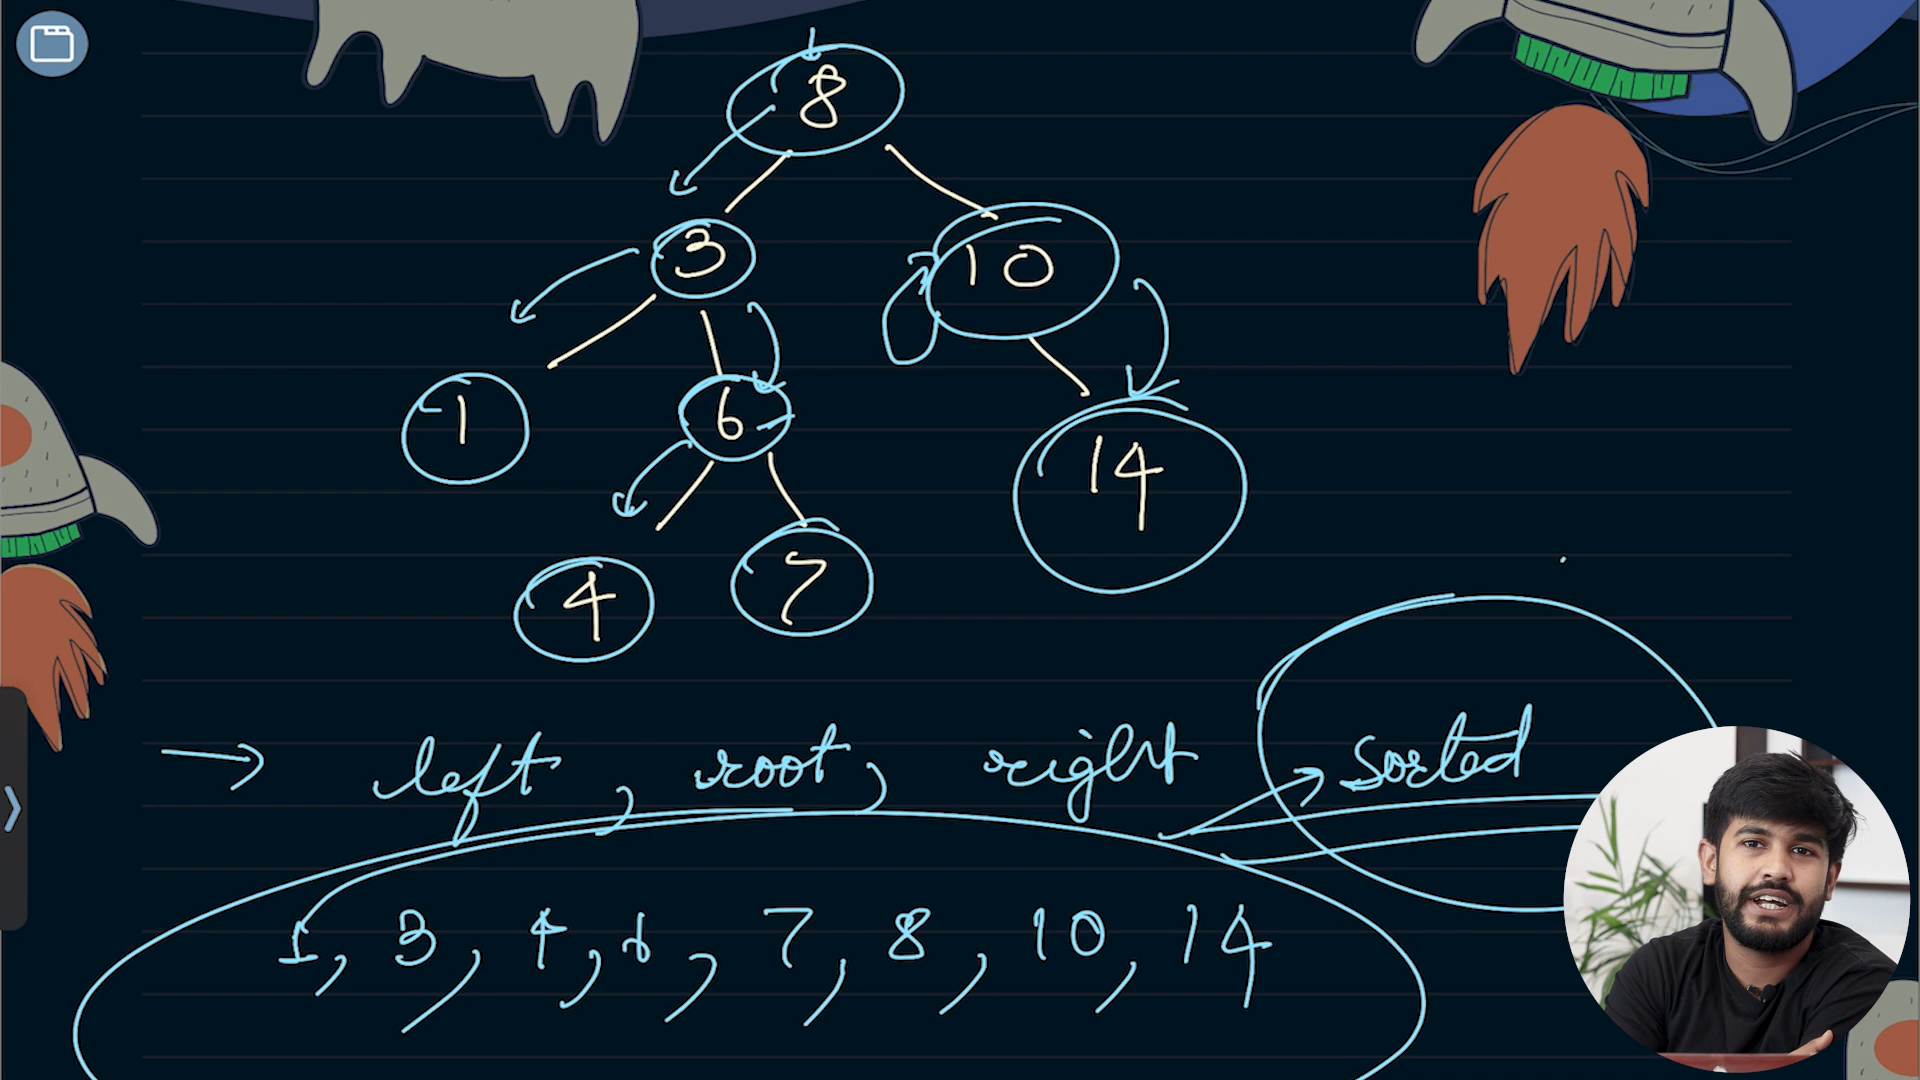 8
3 10
1 6 14
4 7
→ left, root, right → sorted
1, 3, 4, 6, 7, 8, 10, 14